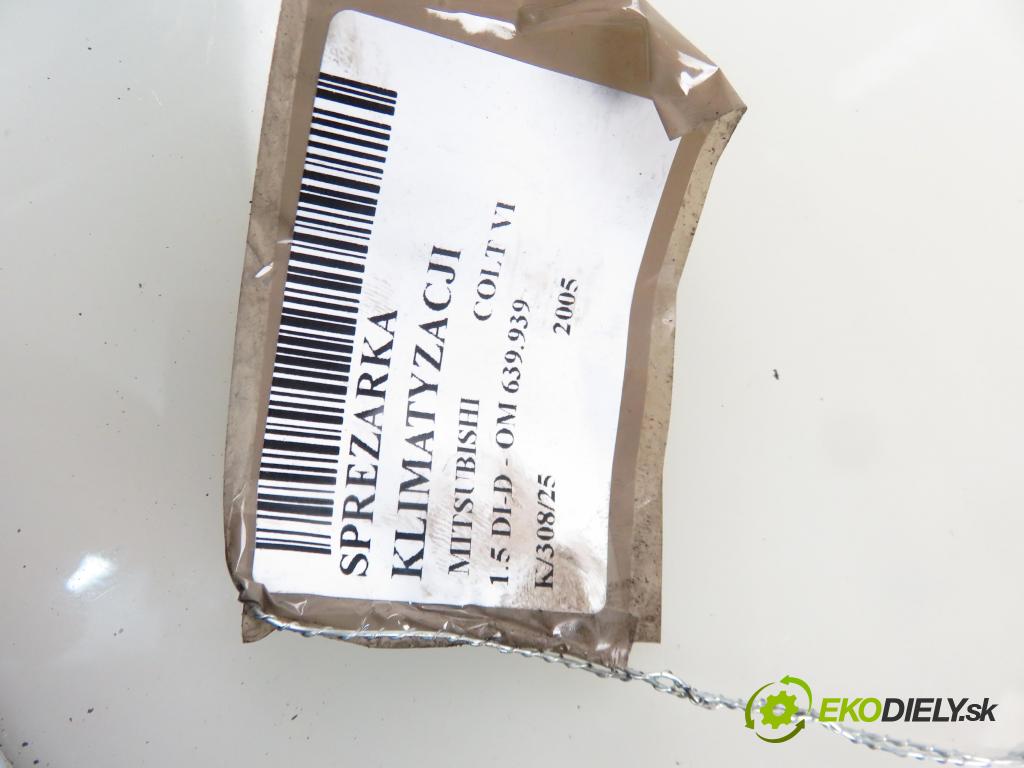 SPREZARKA
KLIMATYZACJI
MITSUBISHI COLT VI
1.5 DI-D - OM 639.939
K/308/25 2005
EKODIELY.sk